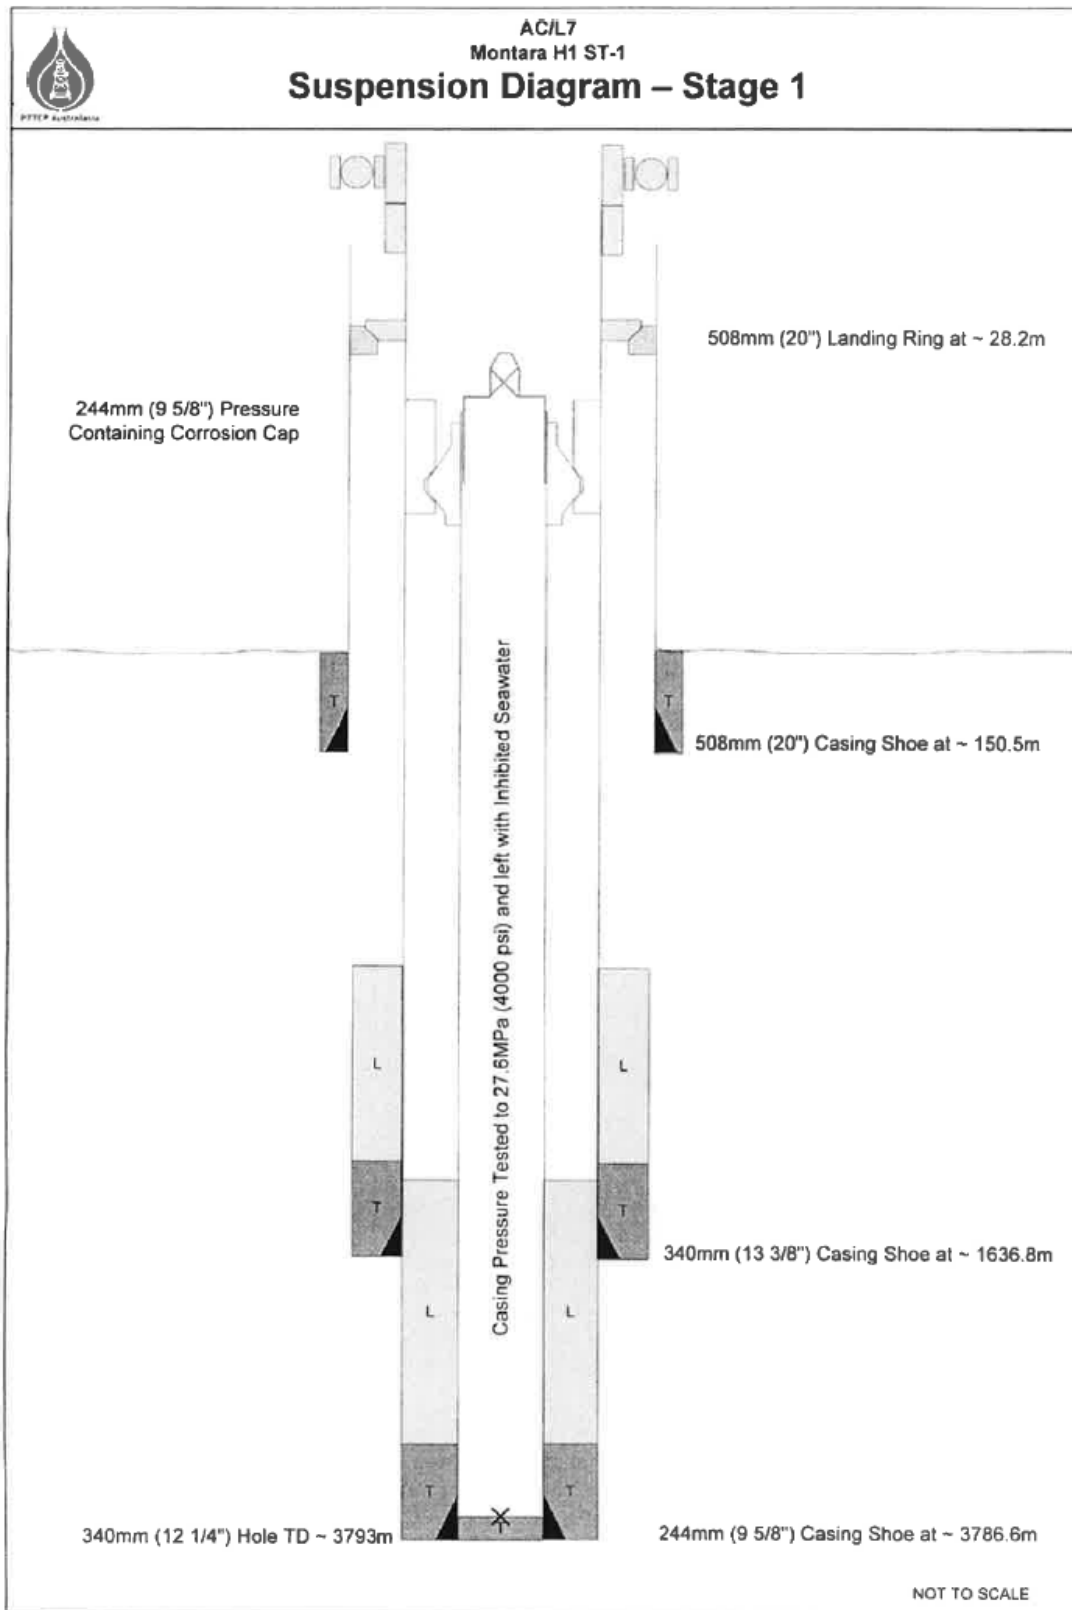 AC/L7
Montara H1 ST-1
Suspension Diagram – Stage 1
PTTEP Australasia
508mm (20") Landing Ring at ~ 28.2m
244mm (9 5/8") Pressure
Containing Corrosion Cap
Casing Pressure Tested to 27.6MPa (4000 psi) and left with Inhibited Seawater
T
T
508mm (20") Casing Shoe at ~ 150.5m
L
L
T
T
340mm (13 3/8") Casing Shoe at ~ 1636.8m
L
L
T
T
T
340mm (12 1/4") Hole TD ~ 3793m
244mm (9 5/8") Casing Shoe at ~ 3786.6m
NOT TO SCALE